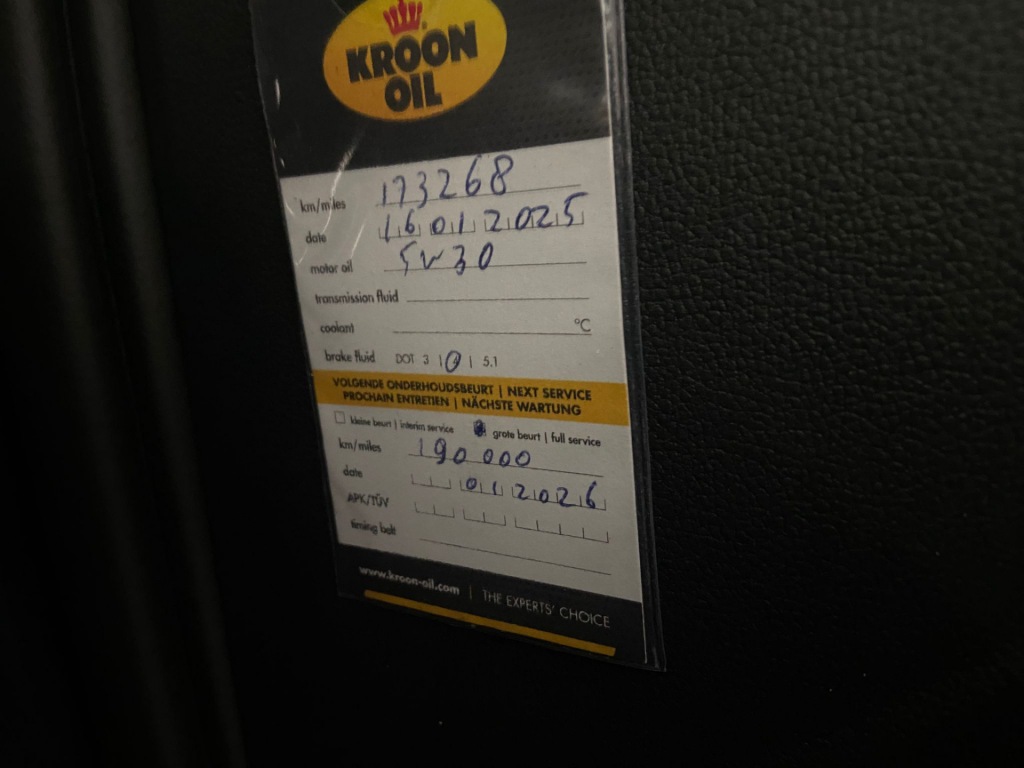 KROON
OIL
km/miles 173268
date 16 01 2025
motor oil 5W30
transmission fluid
coolant °C
brake fluid DOT 3 | | 5.1
VOLGENDE ONDERHOUDSBEURT | NEXT SERVICE
PROCHAIN ENTRETIEN | NÄCHSTE WARTUNG
kleine beurt | interim service grote beurt | full service
km/miles 190 000
date 01 2026
APK/TÜV
timing belt
www.kroon-oil.com | THE EXPERTS' CHOICE